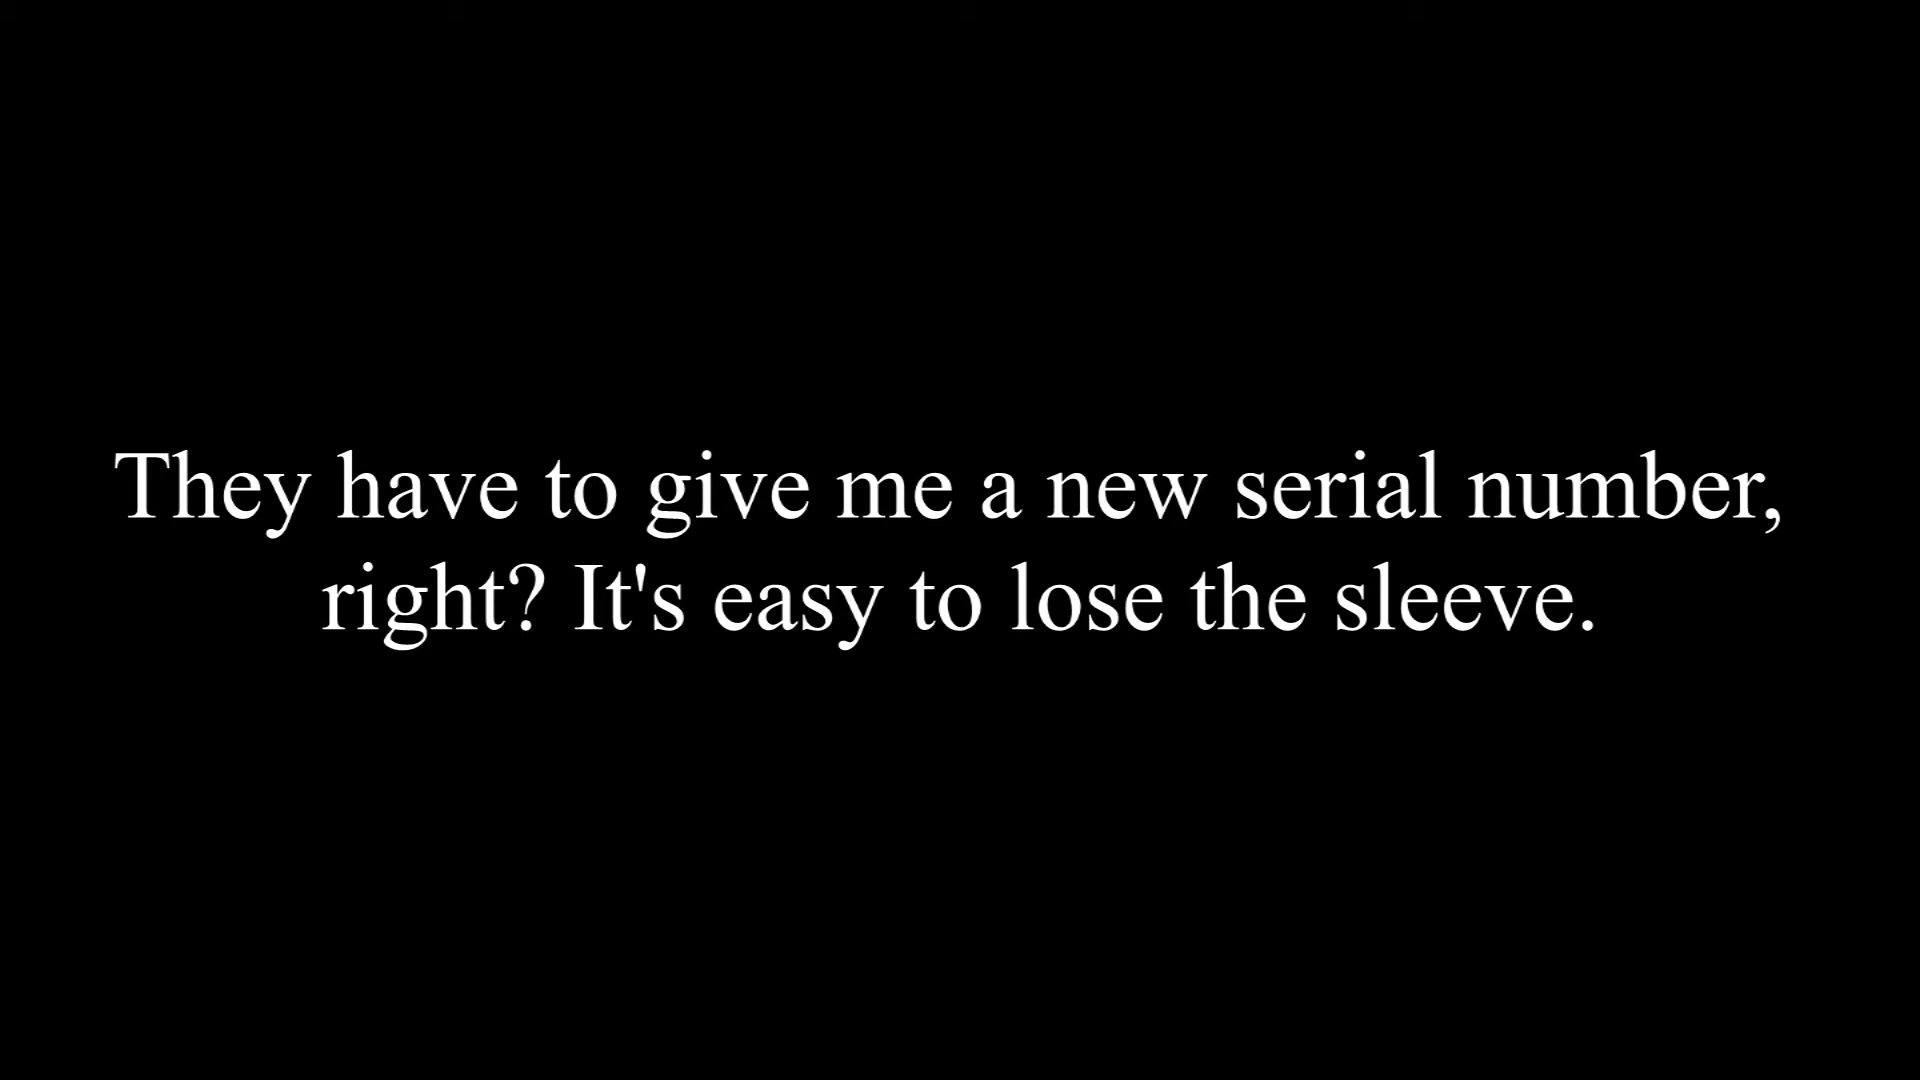 They have to give me a new serial number,
right? It's easy to lose the sleeve.